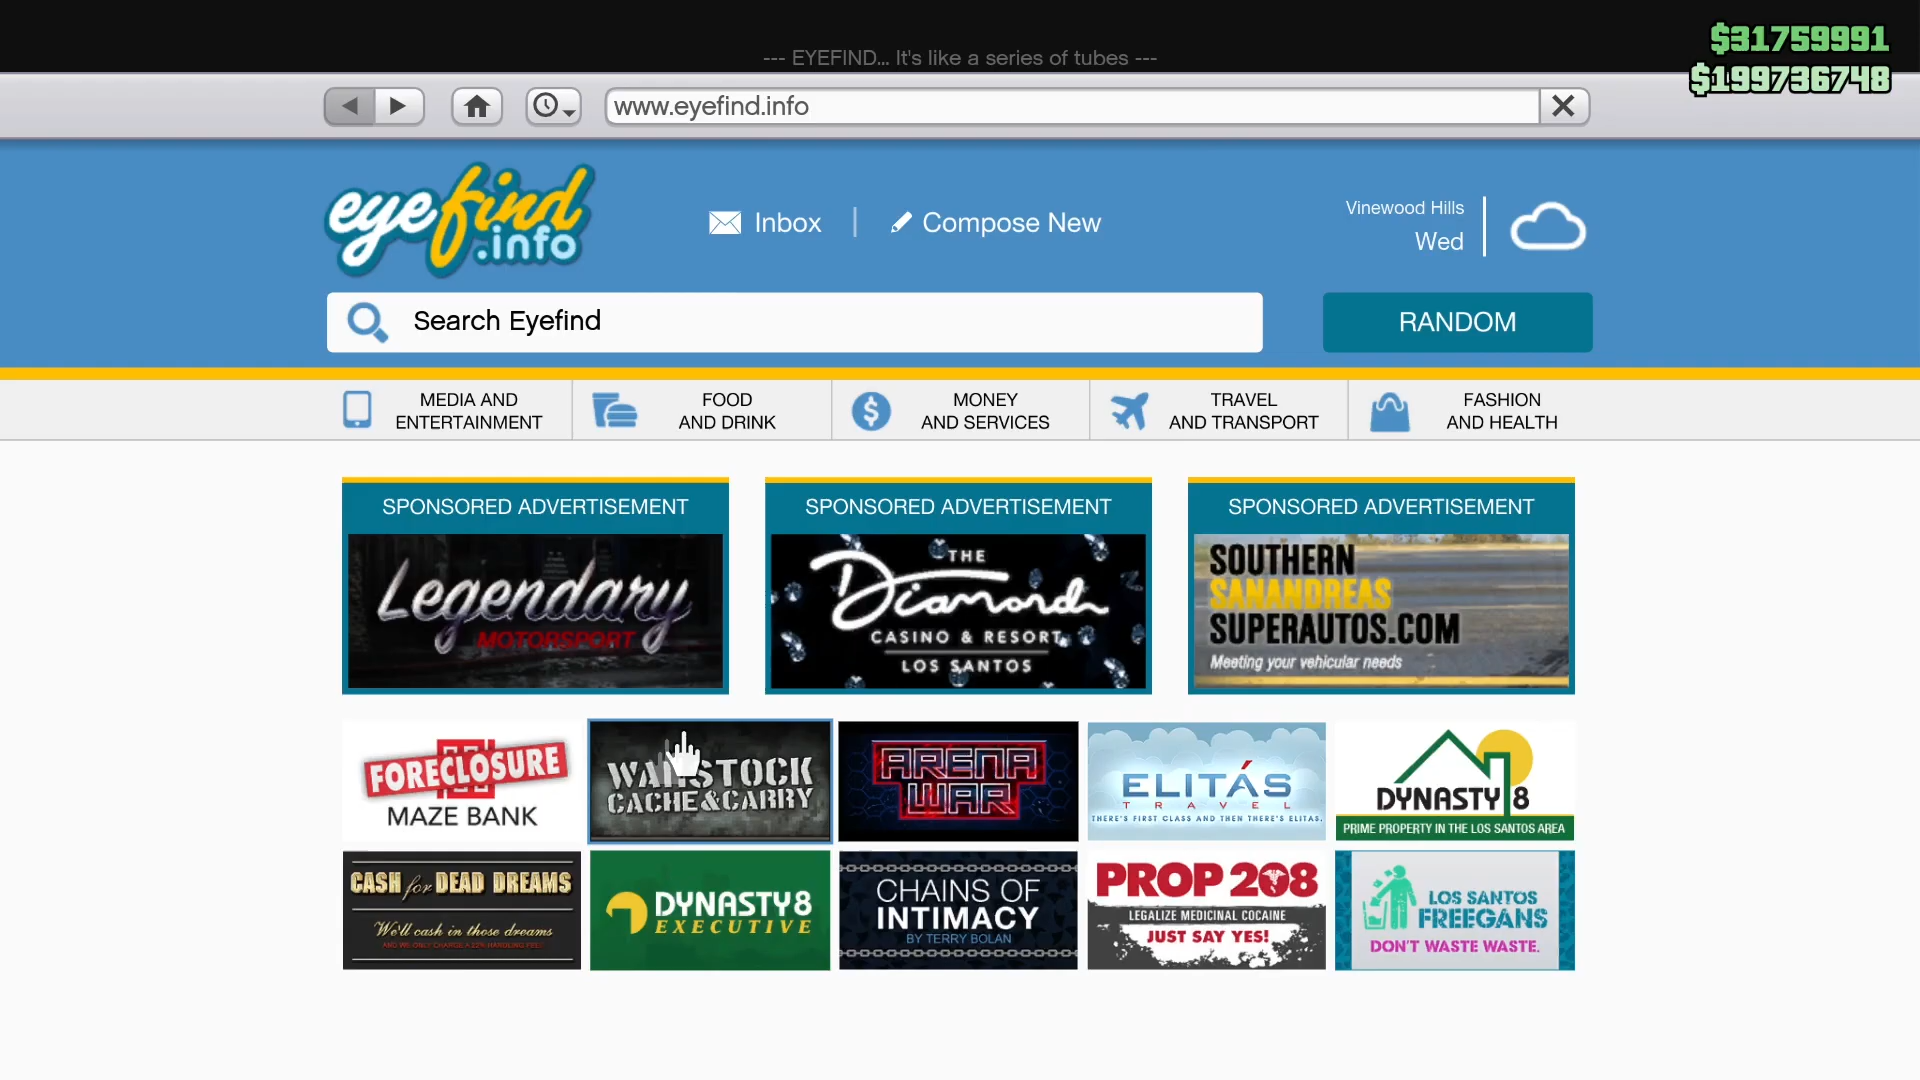 --- EYEFIND... It's like a series of tubes ---
$31759991
$199736748
www.eyefind.info
eyefind.info
Inbox
Compose New
Vinewood Hills
Wed
Search Eyefind
RANDOM
MEDIA AND
ENTERTAINMENT
FOOD
AND DRINK
MONEY
AND SERVICES
TRAVEL
AND TRANSPORT
FASHION
AND HEALTH
SPONSORED ADVERTISEMENT
Legendary
MOTORSPORT
SPONSORED ADVERTISEMENT
THE
Diamond
CASINO & RESORT
LOS SANTOS
SPONSORED ADVERTISEMENT
SOUTHERN
SANANDREAS
SUPERAUTOS.COM
Meeting your vehicular needs
FORECLOSURE
MAZE BANK
WARSTOCK
CACHE&CARRY
ARENA
WAR
ELITÁS
TRAVEL
THERE'S FIRST CLASS AND THEN THERE'S ELITAS.
DYNASTY 8
PRIME PROPERTY IN THE LOS SANTOS AREA
CASH for DEAD DREAMS
We'll cash in those dreams
DYNASTY8
EXECUTIVE
CHAINS OF
INTIMACY
BY TERRY BOLAN
PROP 208
LEGALIZE MEDICINAL COCAINE
JUST SAY YES!
LOS SANTOS
FREEGANS
DON'T WASTE WASTE.